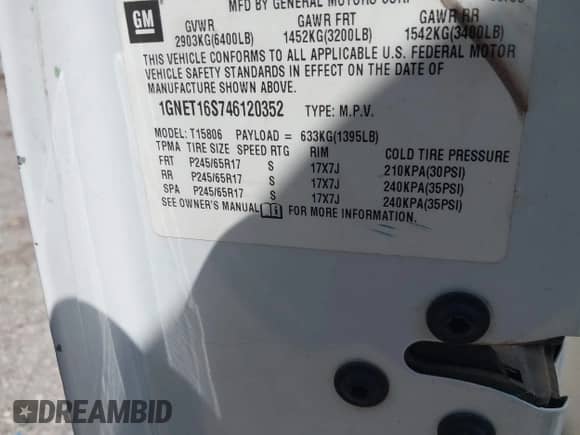 GM
MFD BY GENERAL MOTORS CORP
GVWR GAWR FRT GAWR RR
2903KG(6400LB) 1452KG(3200LB) 1542KG(3400LB)
THIS VEHICLE CONFORMS TO ALL APPLICABLE U.S. FEDERAL MOTOR
VEHICLE SAFETY STANDARDS IN EFFECT ON THE DATE OF
MANUFACTURE SHOWN ABOVE.
1GNET16S746120352 TYPE: M.P.V.
MODEL: T15806 PAYLOAD = 633KG(1395LB)
TPMA TIRE SIZE SPEED RTG RIM COLD TIRE PRESSURE
FRT P245/65R17 S 17X7J 210KPA(30PSI)
RR P245/65R17 S 17X7J 240KPA(35PSI)
SPA P245/65R17 S 17X7J 240KPA(35PSI)
SEE OWNER'S MANUAL FOR MORE INFORMATION.
DREAMBID